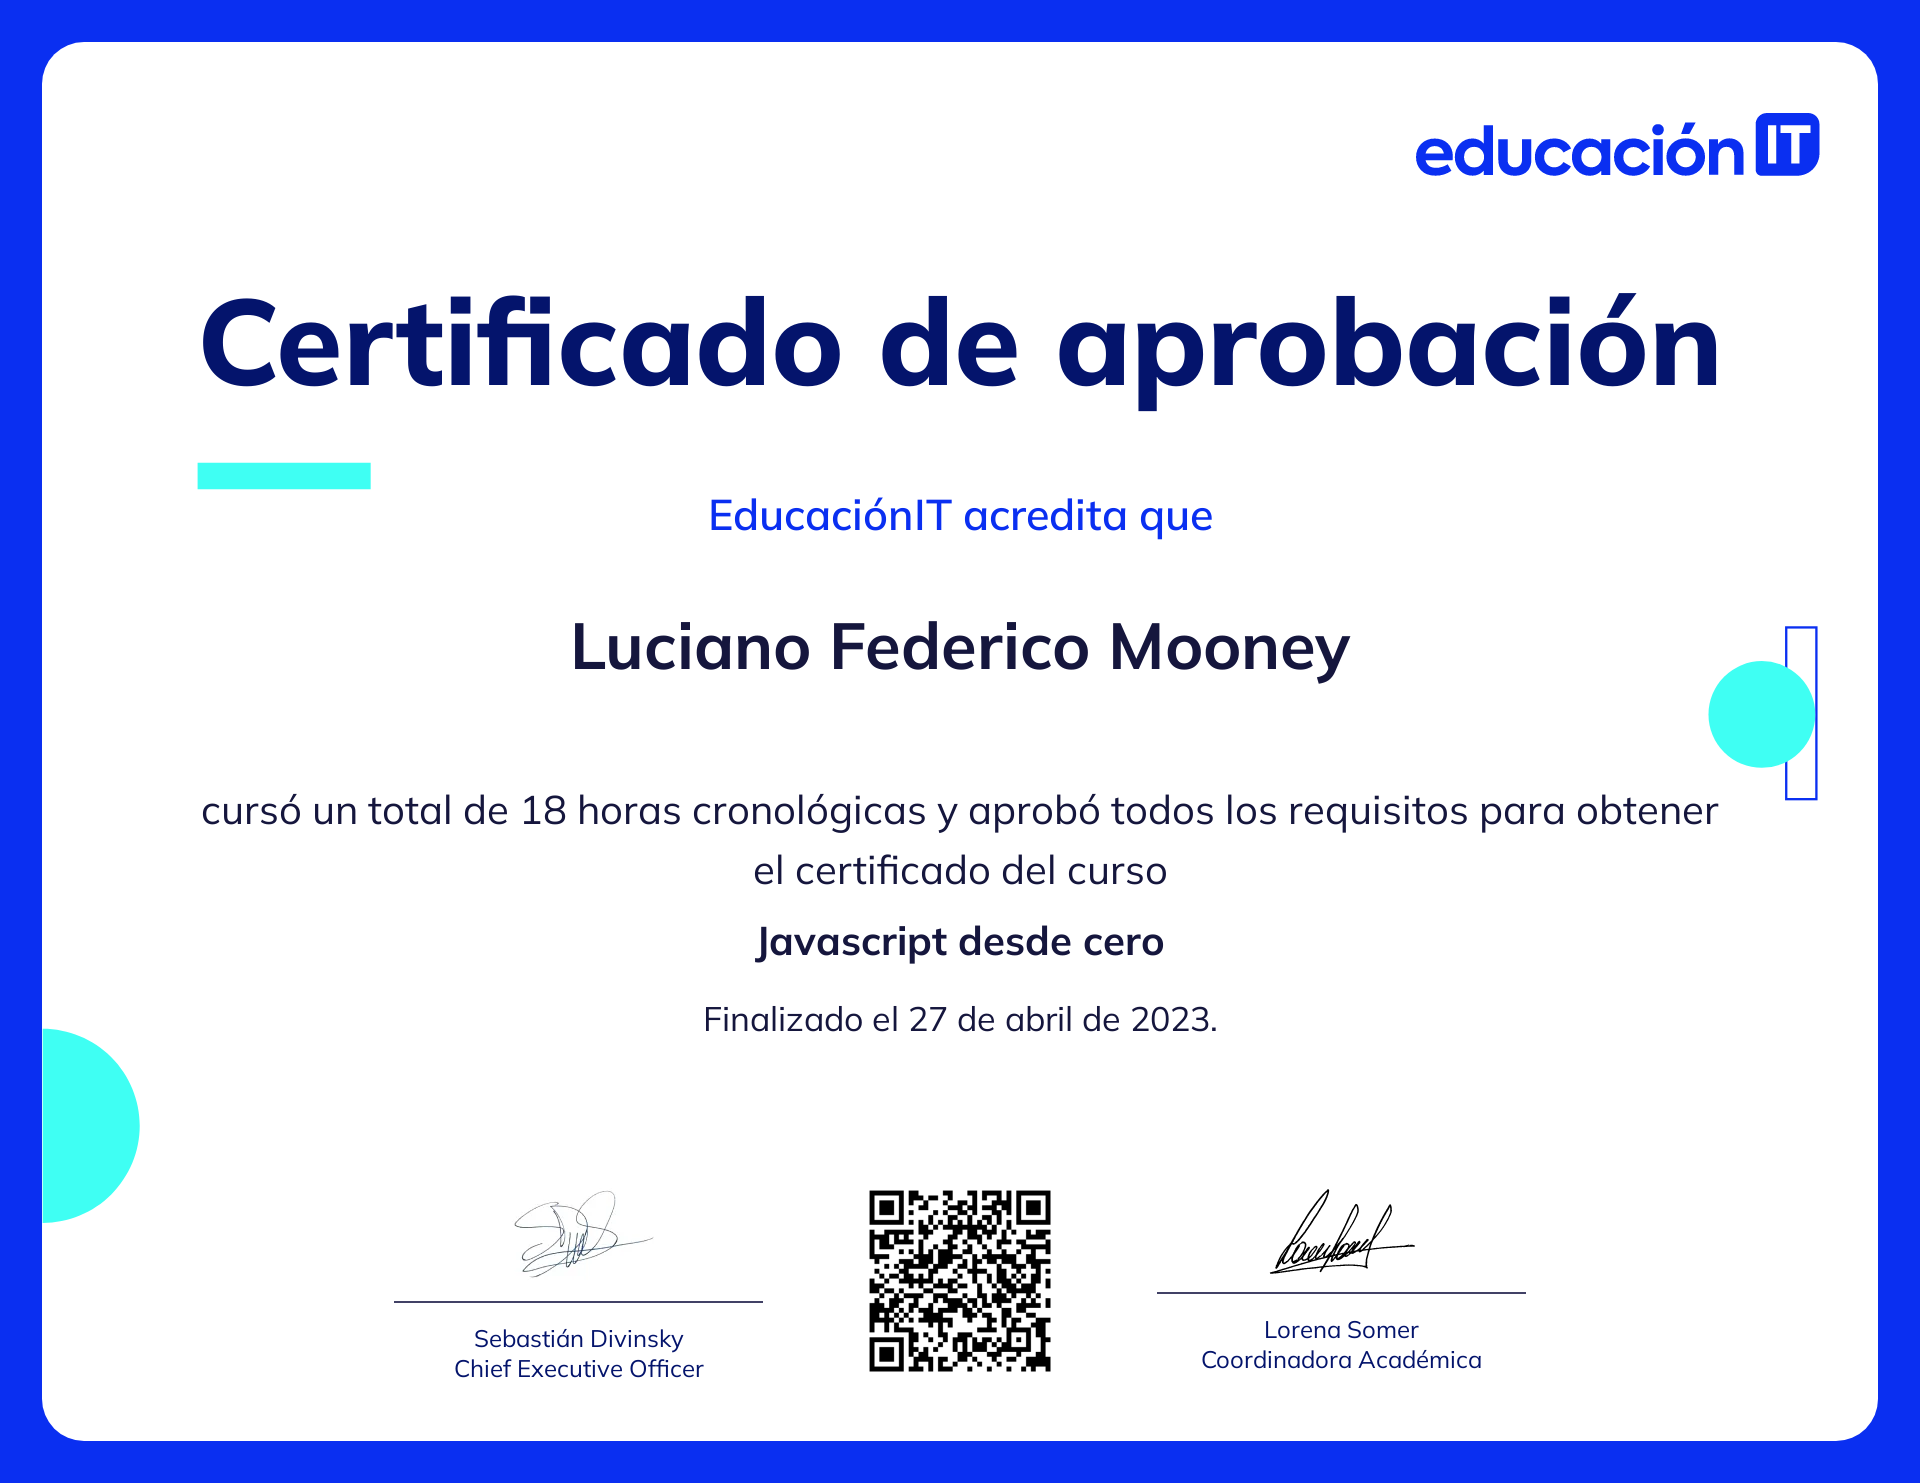 educación IT
Certificado de aprobación
EducaciónIT acredita que
Luciano Federico Mooney
cursó un total de 18 horas cronológicas y aprobó todos los requisitos para obtener
el certificado del curso
Javascript desde cero
Finalizado el 27 de abril de 2023.
Sebastián Divinsky
Chief Executive Officer
Lorena Somer
Coordinadora Académica